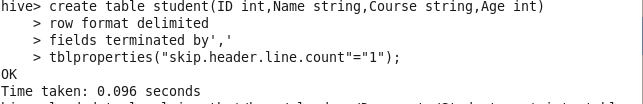 hive> create table student(ID int,Name string,Course string,Age int)
    > row format delimited
    > fields terminated by','
    > tblproperties("skip.header.line.count"="1");
OK
Time taken: 0.096 seconds